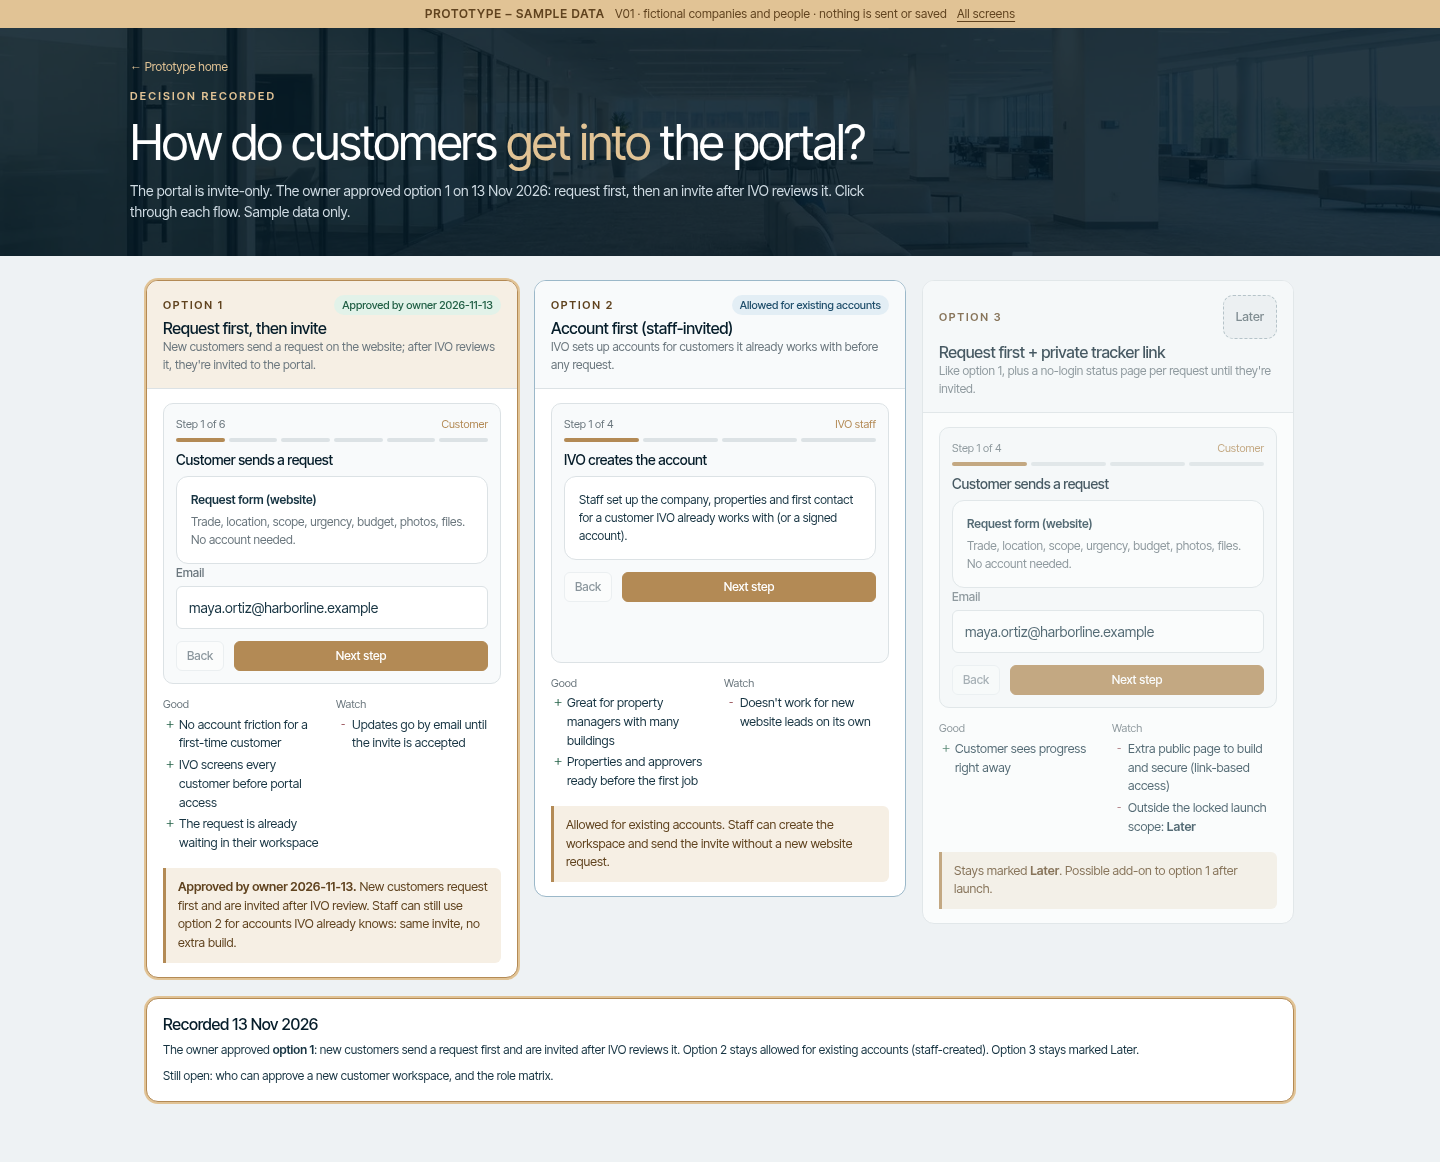 PROTOTYPE – SAMPLE DATA V01 · fictional companies and people · nothing is sent or saved All screens
← Prototype home
DECISION RECORDED
How do customers get into the portal?
The portal is invite-only. The owner approved option 1 on 13 Nov 2026: request first, then an invite after IVO reviews it. Click
through each flow. Sample data only.
OPTION 1 Approved by owner 2026-11-13
Request first, then invite
New customers send a request on the website; after IVO reviews
it, they're invited to the portal.
Step 1 of 6 Customer
Customer sends a request
Request form (website)
Trade, location, scope, urgency, budget, photos, files.
No account needed.
Email
maya.ortiz@harborline.example
Back Next step
Good
+ No account friction for a
first-time customer
+ IVO screens every
customer before portal
access
+ The request is already
waiting in their workspace
Watch
- Updates go by email until
the invite is accepted
Approved by owner 2026-11-13. New customers request
first and are invited after IVO review. Staff can still use
option 2 for accounts IVO already knows: same invite, no
extra build.
OPTION 2 Allowed for existing accounts
Account first (staff-invited)
IVO sets up accounts for customers it already works with before
any request.
Step 1 of 4 IVO staff
IVO creates the account
Staff set up the company, properties and first contact
for a customer IVO already works with (or a signed
account).
Back Next step
Good
+ Great for property
managers with many
buildings
+ Properties and approvers
ready before the first job
Watch
- Doesn't work for new
website leads on its own
Allowed for existing accounts. Staff can create the
workspace and send the invite without a new website
request.
OPTION 3 Later
Request first + private tracker link
Like option 1, plus a no-login status page per request until they're
invited.
Step 1 of 4 Customer
Customer sends a request
Request form (website)
Trade, location, scope, urgency, budget, photos, files.
No account needed.
Email
maya.ortiz@harborline.example
Back Next step
Good
+ Customer sees progress
right away
Watch
- Extra public page to build
and secure (link-based
access)
- Outside the locked launch
scope: Later
Stays marked Later. Possible add-on to option 1 after
launch.
Recorded 13 Nov 2026
The owner approved option 1: new customers send a request first and are invited after IVO reviews it. Option 2 stays allowed for existing accounts (staff-created). Option 3 stays marked Later.
Still open: who can approve a new customer workspace, and the role matrix.